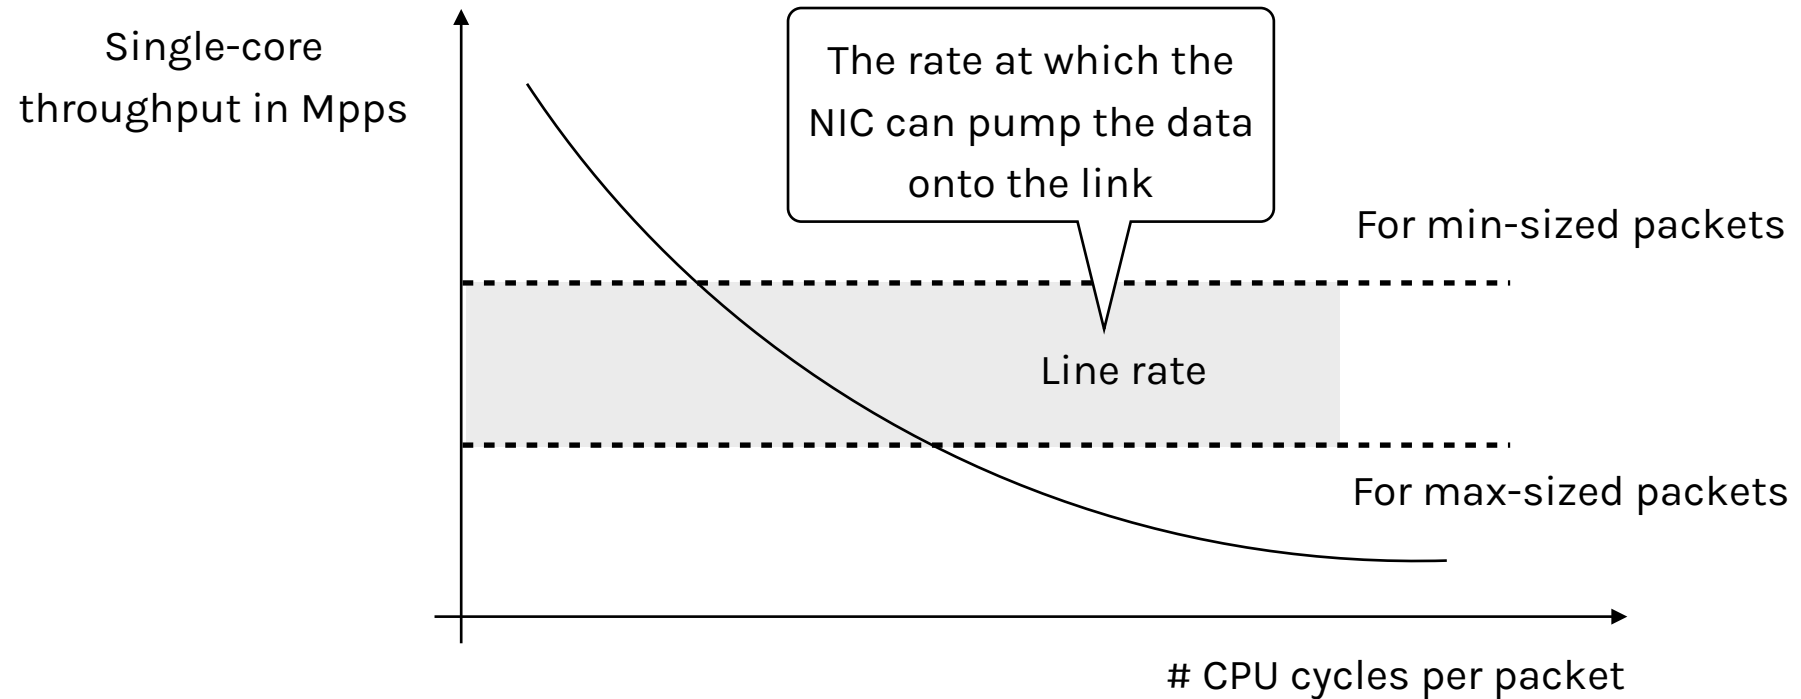 Single-core
throughput in Mpps
The rate at which the
NIC can pump the data
onto the link
For min-sized packets
Line rate
For max-sized packets
# CPU cycles per packet